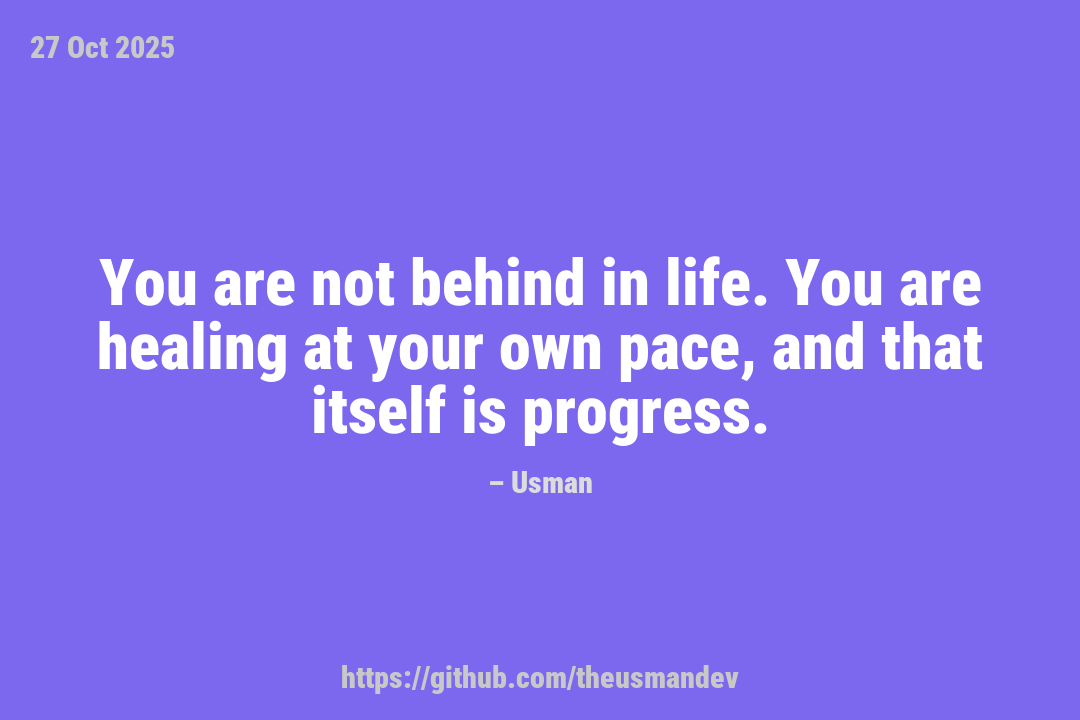 27 Oct 2025
You are not behind in life. You are
healing at your own pace, and that
itself is progress.
– Usman
https://github.com/theusmandev